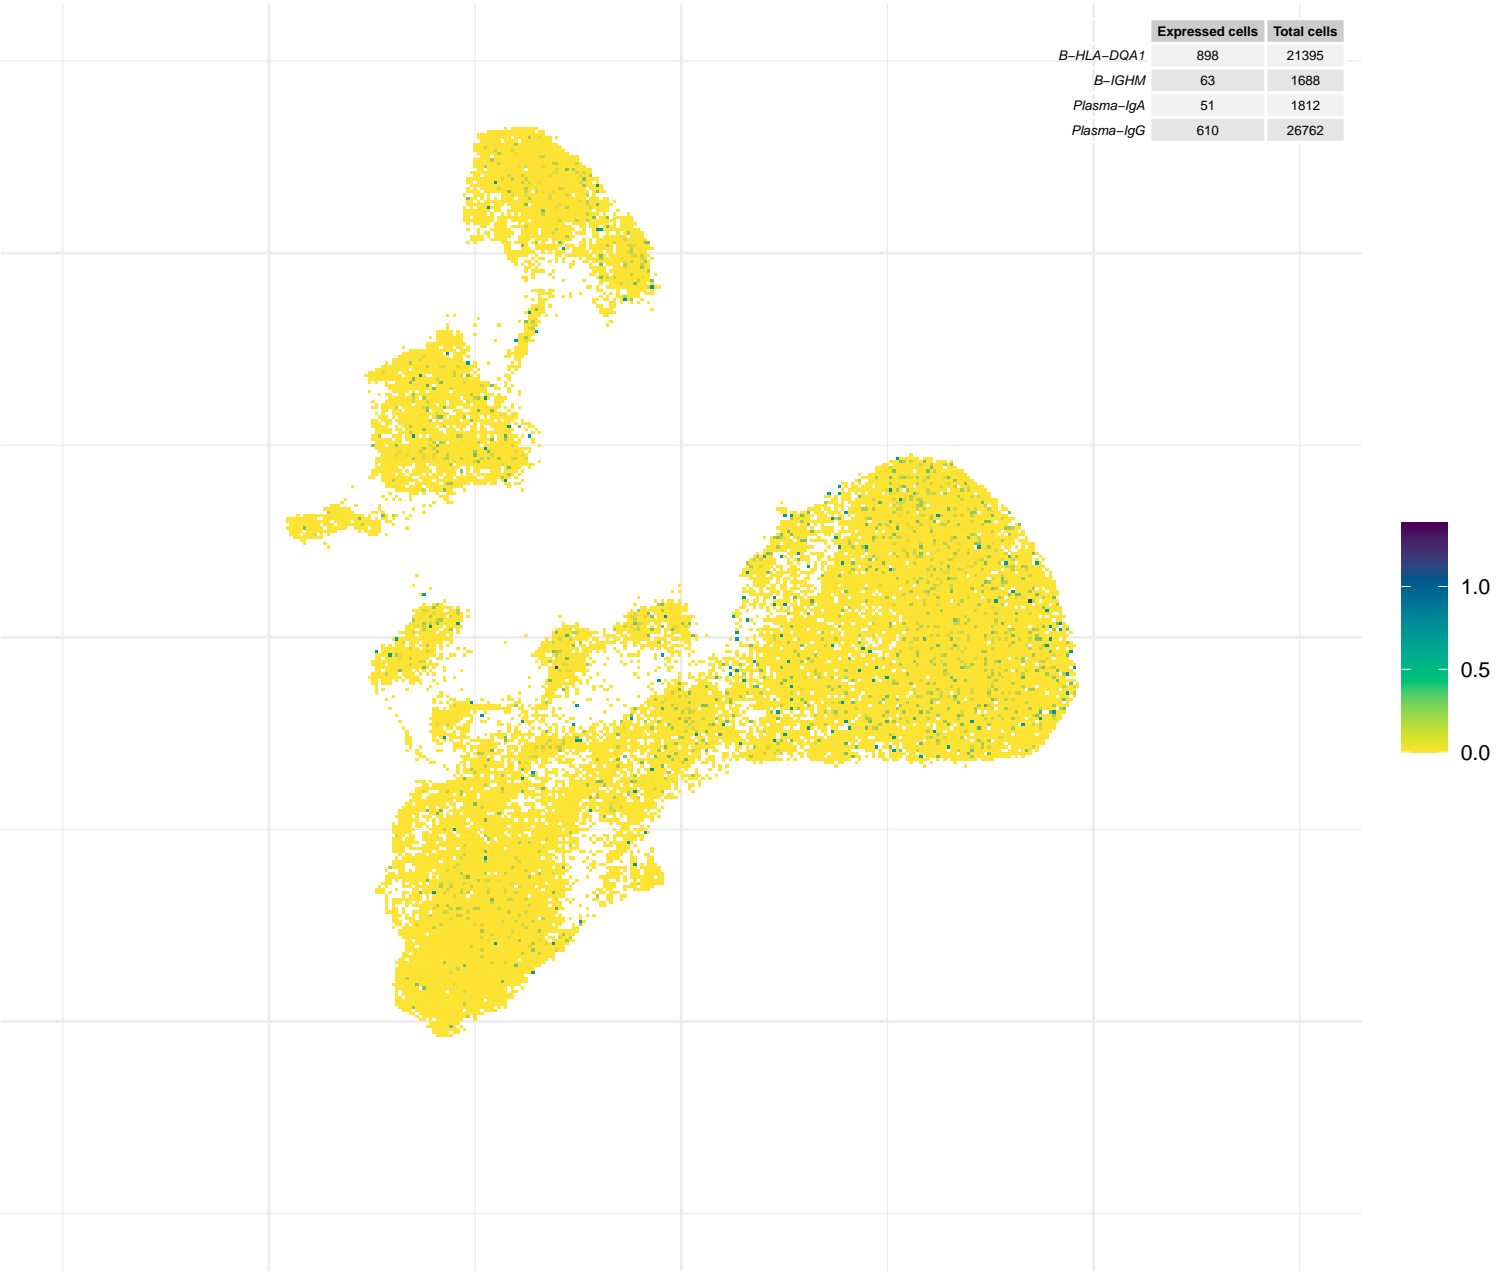 Expressed cells Total cells
B−HLA−DQA1 898 21395
B−IGHM 63 1688
Plasma−IgA 51 1812
Plasma−IgG 610 26762
1.0
0.5
0.0